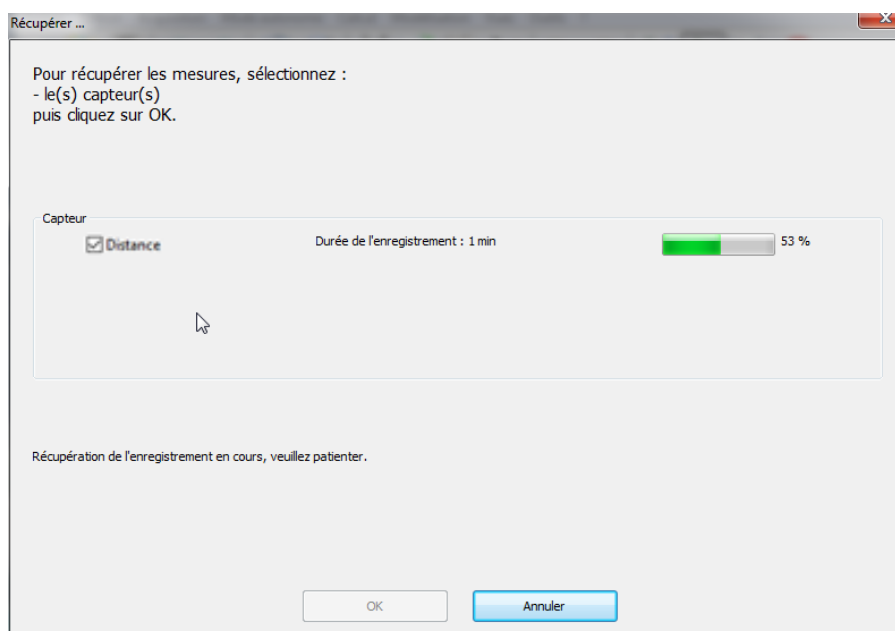 Récupérer ...
Pour récupérer les mesures, sélectionnez :
- le(s) capteur(s)
puis cliquez sur OK.
Capteur
Distance Durée de l'enregistrement : 1 min 53 %
Récupération de l'enregistrement en cours, veuillez patienter.
OK Annuler